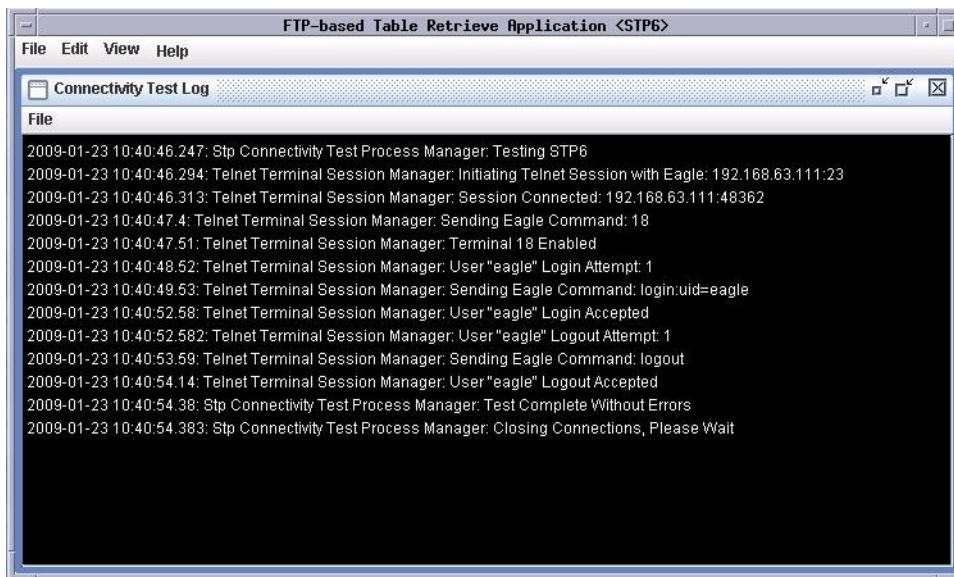 FTP-based Table Retrieve Application <STP6>
File Edit View Help
Connectivity Test Log
File
2009-01-23 10:40:46.247: Stp Connectivity Test Process Manager: Testing STP6
2009-01-23 10:40:46.294: Telnet Terminal Session Manager: Initiating Telnet Session with Eagle: 192.168.63.111:23
2009-01-23 10:40:46.313: Telnet Terminal Session Manager: Session Connected: 192.168.63.111:48362
2009-01-23 10:40:47.4: Telnet Terminal Session Manager: Sending Eagle Command: 18
2009-01-23 10:40:47.51: Telnet Terminal Session Manager: Terminal 18 Enabled
2009-01-23 10:40:48.52: Telnet Terminal Session Manager: User "eagle" Login Attempt: 1
2009-01-23 10:40:49.53: Telnet Terminal Session Manager: Sending Eagle Command: login:uid=eagle
2009-01-23 10:40:52.58: Telnet Terminal Session Manager: User "eagle" Login Accepted
2009-01-23 10:40:52.582: Telnet Terminal Session Manager: User "eagle" Logout Attempt: 1
2009-01-23 10:40:53.59: Telnet Terminal Session Manager: Sending Eagle Command: logout
2009-01-23 10:40:54.14: Telnet Terminal Session Manager: User "eagle" Logout Accepted
2009-01-23 10:40:54.38: Stp Connectivity Test Process Manager: Test Complete Without Errors
2009-01-23 10:40:54.383: Stp Connectivity Test Process Manager: Closing Connections, Please Wait